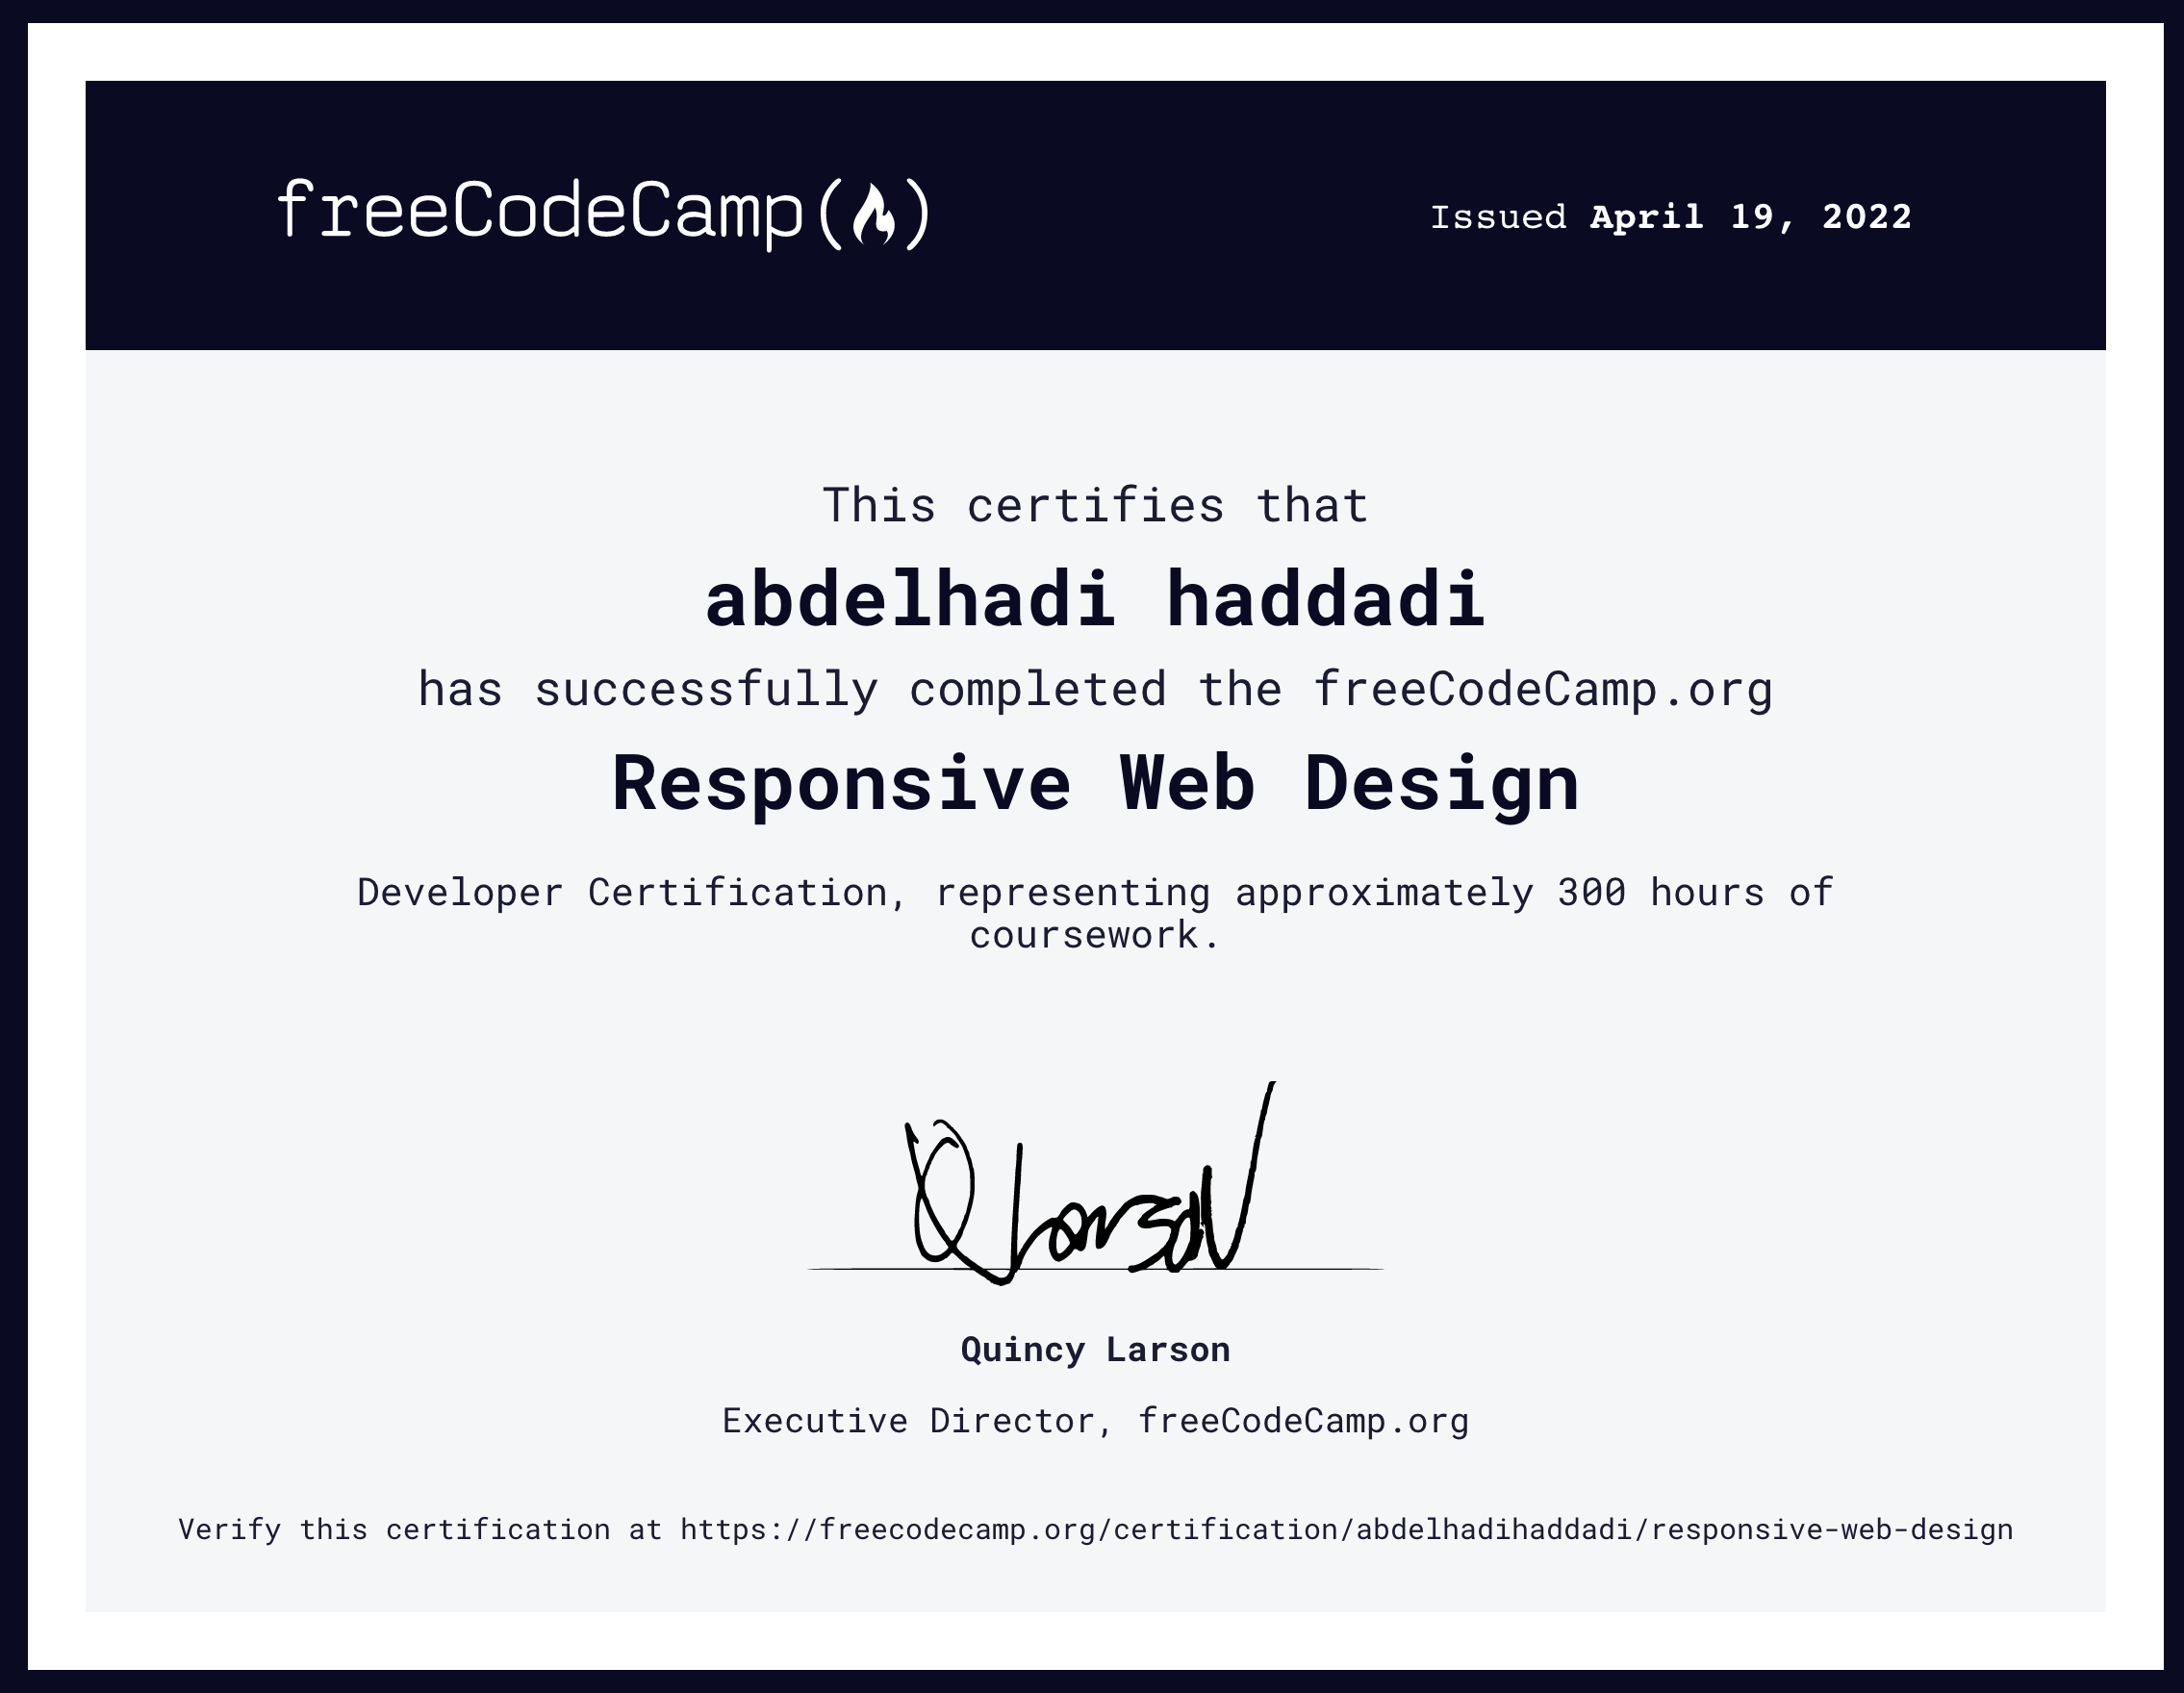 freeCodeCamp(🔥)
Issued April 19, 2022
This certifies that
abdelhadi haddadi
has successfully completed the freeCodeCamp.org
Responsive Web Design
Developer Certification, representing approximately 300 hours of
coursework.
QLarson
Quincy Larson
Executive Director, freeCodeCamp.org
Verify this certification at https://freecodecamp.org/certification/abdelhadihaddadi/responsive-web-design